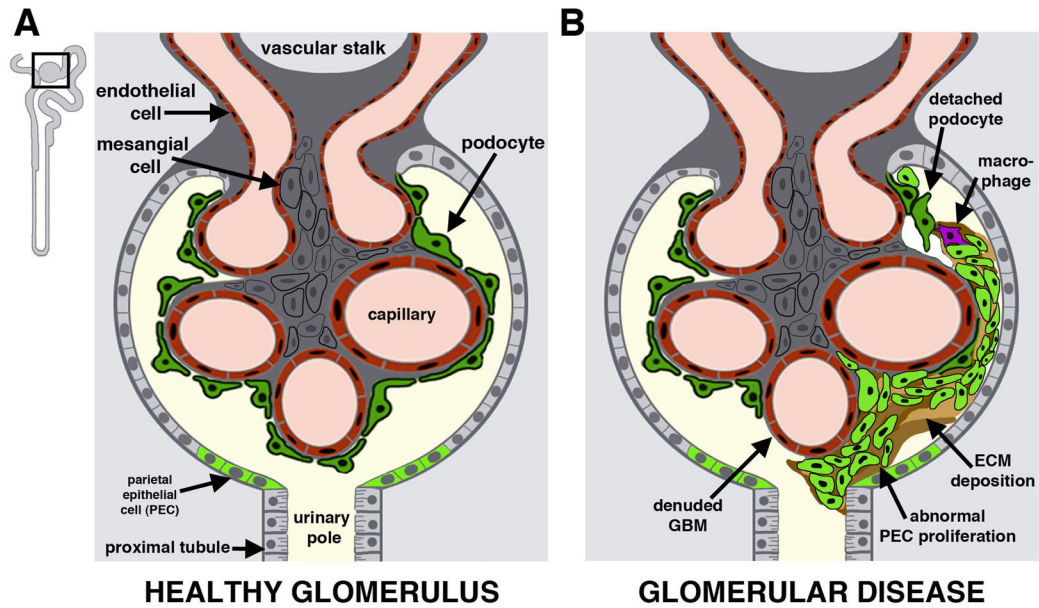 A
vascular stalk
endothelial
cell
mesangial
cell
podocyte
capillary
parietal
epithelial
cell (PEC)
urinary
pole
proximal tubule
HEALTHY GLOMERULUS
B
detached
podocyte
macro-
phage
ECM
deposition
denuded
GBM
abnormal
PEC proliferation
GLOMERULAR DISEASE